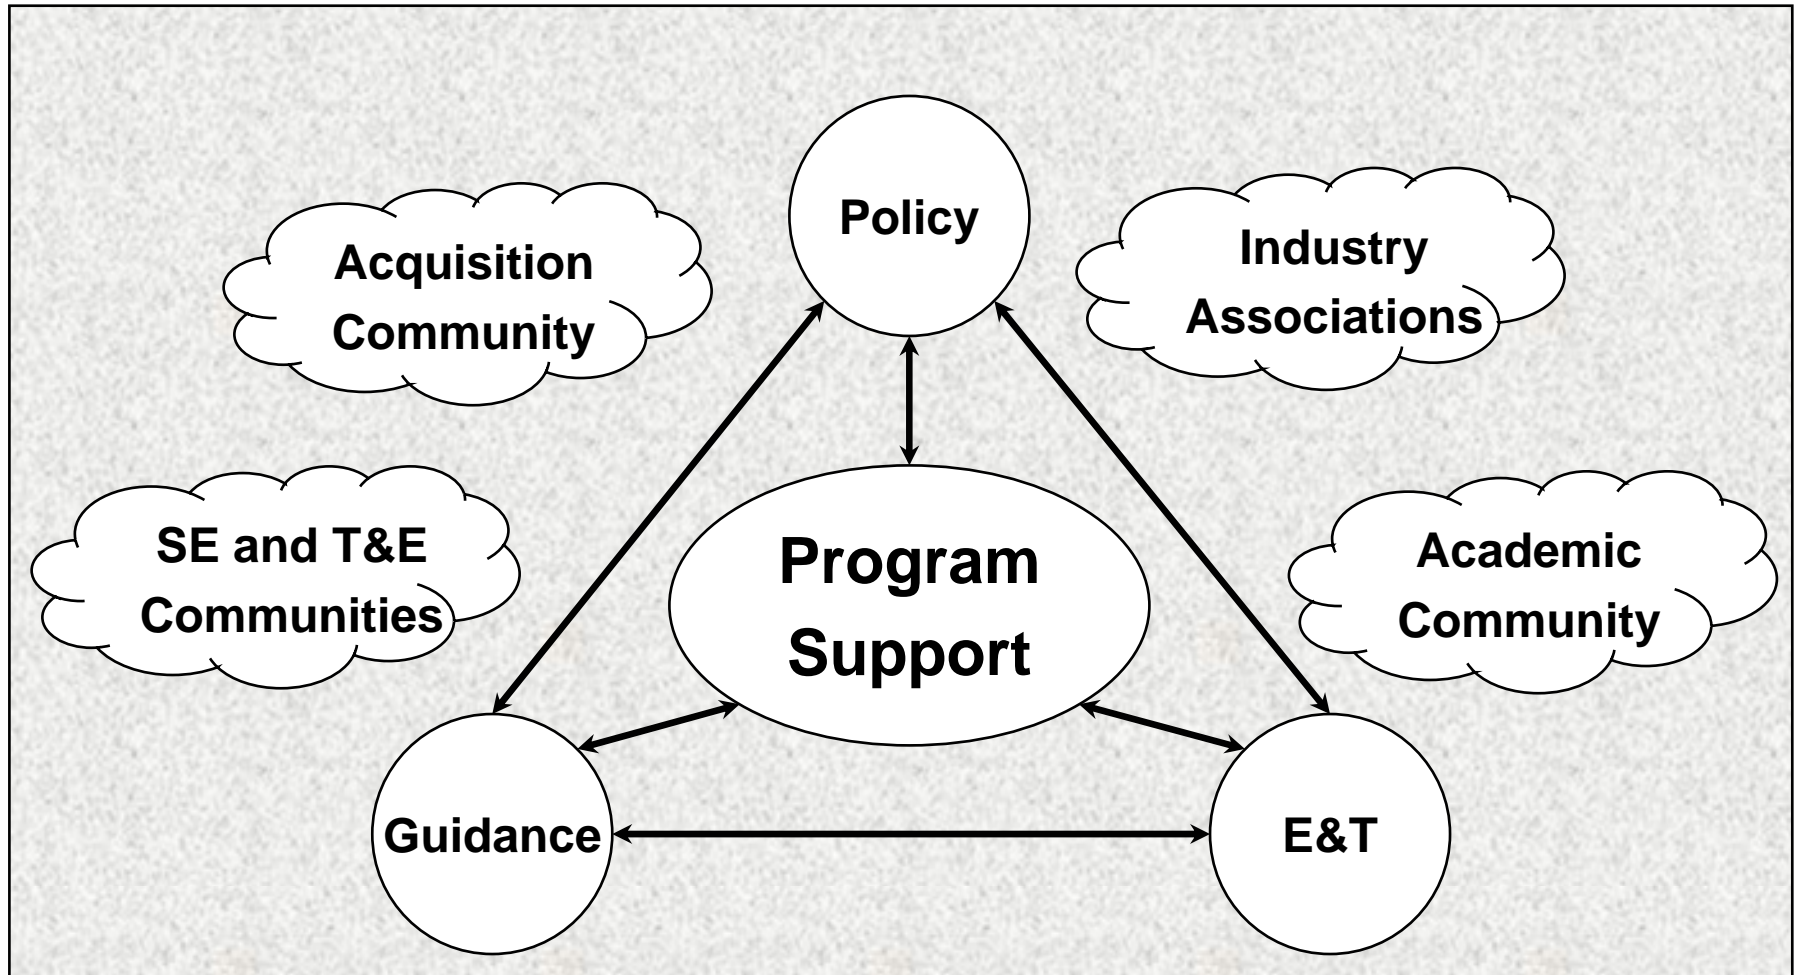 Policy
Acquisition
Community
Industry
Associations
SE and T&E
Communities
Program
Support
Academic
Community
Guidance
E&T